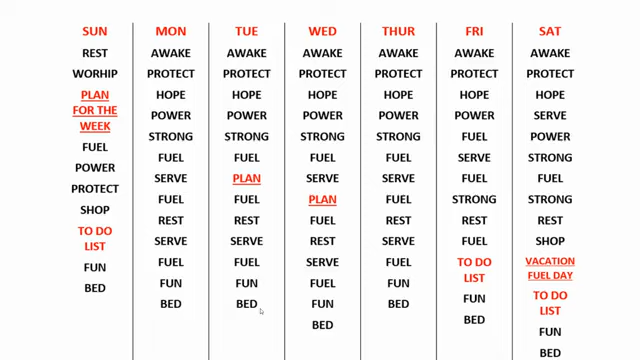 SUN
REST
WORHIP
PLAN
FOR THE
WEEK
FUEL
POWER
PROTECT
SHOP
TO DO
LIST
FUN
BED
MON
AWAKE
PROTECT
HOPE
POWER
STRONG
FUEL
SERVE
FUEL
REST
SERVE
FUEL
FUN
BED
TUE
AWAKE
PROTECT
HOPE
POWER
STRONG
FUEL
PLAN
FUEL
REST
SERVE
FUEL
FUN
BED
WED
AWAKE
PROTECT
HOPE
POWER
STRONG
FUEL
SERVE
PLAN
FUEL
REST
SERVE
FUEL
FUN
BED
THUR
AWAKE
PROTECT
HOPE
POWER
STRONG
FUEL
SERVE
FUEL
REST
SERVE
FUEL
FUN
BED
FRI
AWAKE
PROTECT
HOPE
POWER
FUEL
SERVE
FUEL
STRONG
REST
FUEL
TO DO
LIST
FUN
BED
SAT
AWAKE
PROTECT
HOPE
SERVE
POWER
STRONG
FUEL
STRONG
REST
SHOP
VACATION
FUEL DAY
TO DO
LIST
FUN
BED